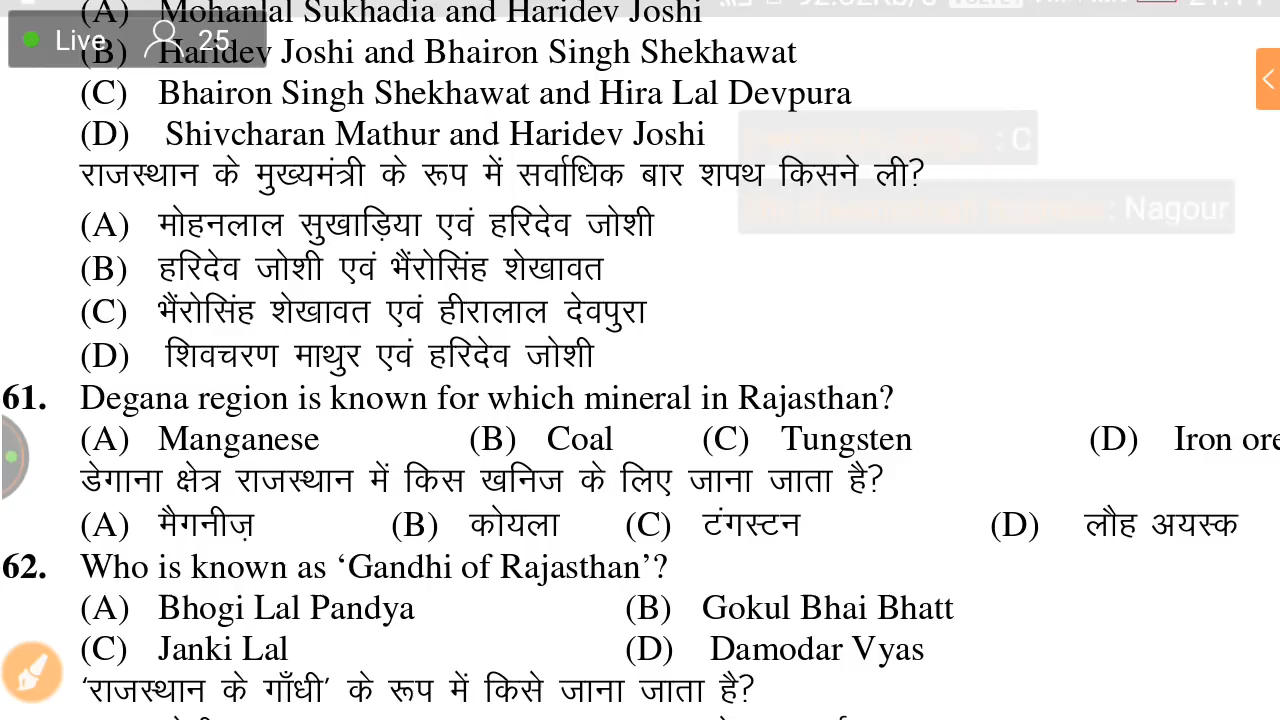 (A) Mohanlal Sukhadia and Haridev Joshi
Live 25
(B) Haridev Joshi and Bhairon Singh Shekhawat
(C) Bhairon Singh Shekhawat and Hira Lal Devpura
(D) Shivcharan Mathur and Haridev Joshi
: C
राजस्थान के मुख्यमंत्री के रूप में सर्वाधिक बार शपथ किसने ली?
: Nagour
(A) मोहनलाल सुखाड़िया एवं हरिदेव जोशी
(B) हरिदेव जोशी एवं भैंरोसिंह शेखावत
(C) भैंरोसिंह शेखावत एवं हीरालाल देवपुरा
(D) शिवचरण माथुर एवं हरिदेव जोशी
61. Degana region is known for which mineral in Rajasthan?
(A) Manganese (B) Coal (C) Tungsten (D) Iron ore
डेगाना क्षेत्र राजस्थान में किस खनिज के लिए जाना जाता है?
(A) मैगनीज़ (B) कोयला (C) टंगस्टन (D) लौह अयस्क
62. Who is known as ‘Gandhi of Rajasthan’?
(A) Bhogi Lal Pandya (B) Gokul Bhai Bhatt
(C) Janki Lal (D) Damodar Vyas
‘राजस्थान के गाँधी’ के रूप में किसे जाना जाता है?